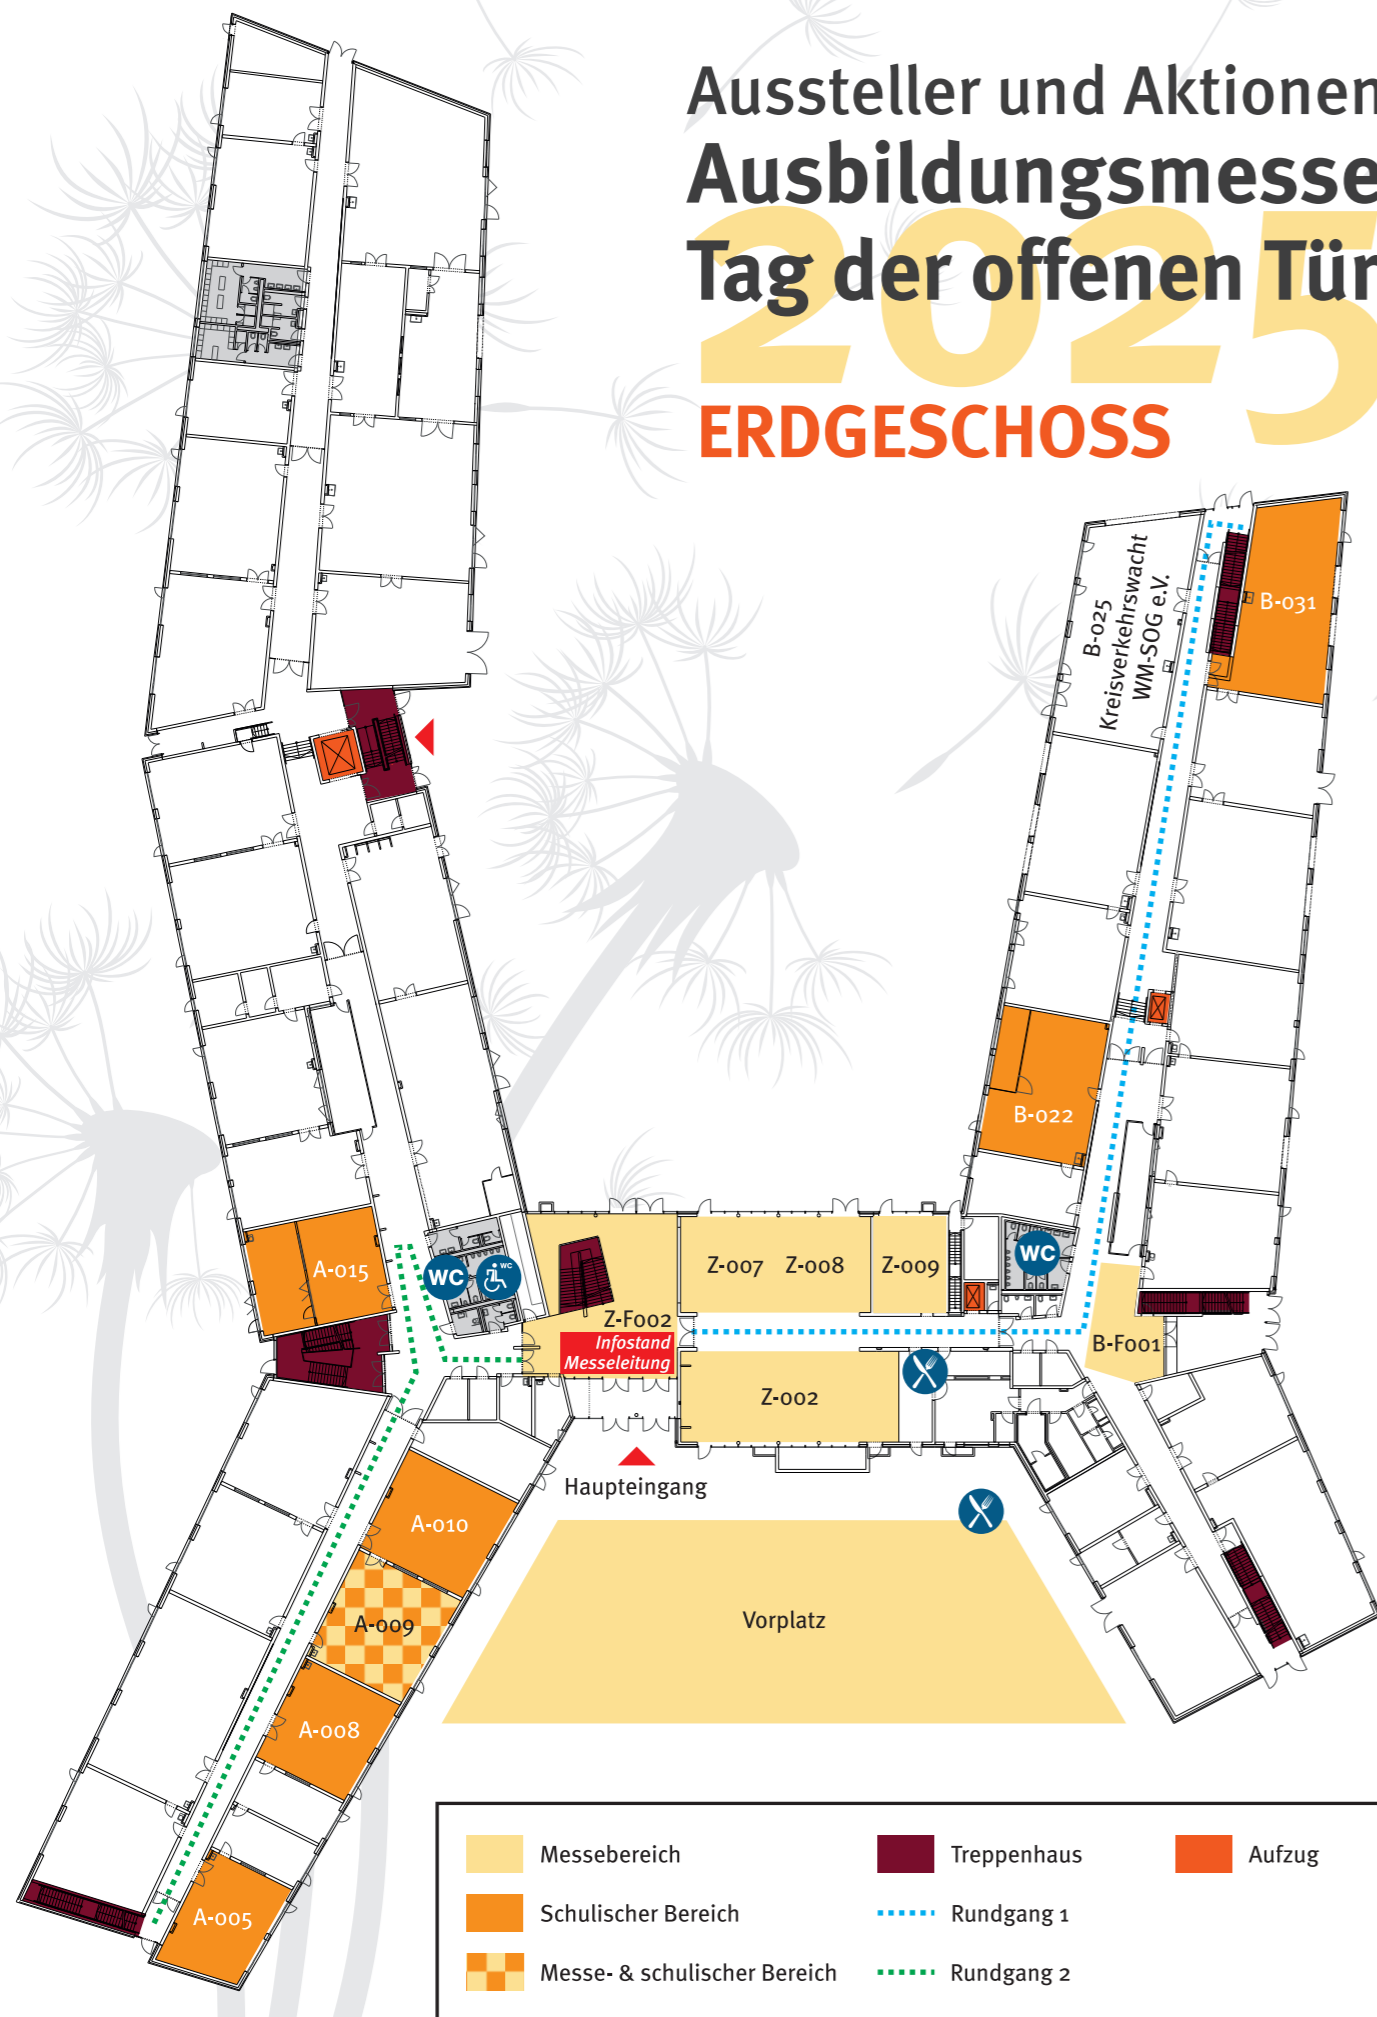 Aussteller und Aktionen
Ausbildungsmesse
2025
Tag der offenen Tür
ERDGESCHOSS
B-025
Kreisverkehrswacht
WM-SOG e.V.
B-031
B-022
A-015
WC
WC
Z-F002
Infostand
Messeleitung
Z-007
Z-008
Z-009
WC
B-F001
Z-002
Haupteingang
A-010
A-009
Vorplatz
A-008
A-005
Messebereich
Schulischer Bereich
Messe- & schulischer Bereich
Treppenhaus
Rundgang 1
Rundgang 2
Aufzug